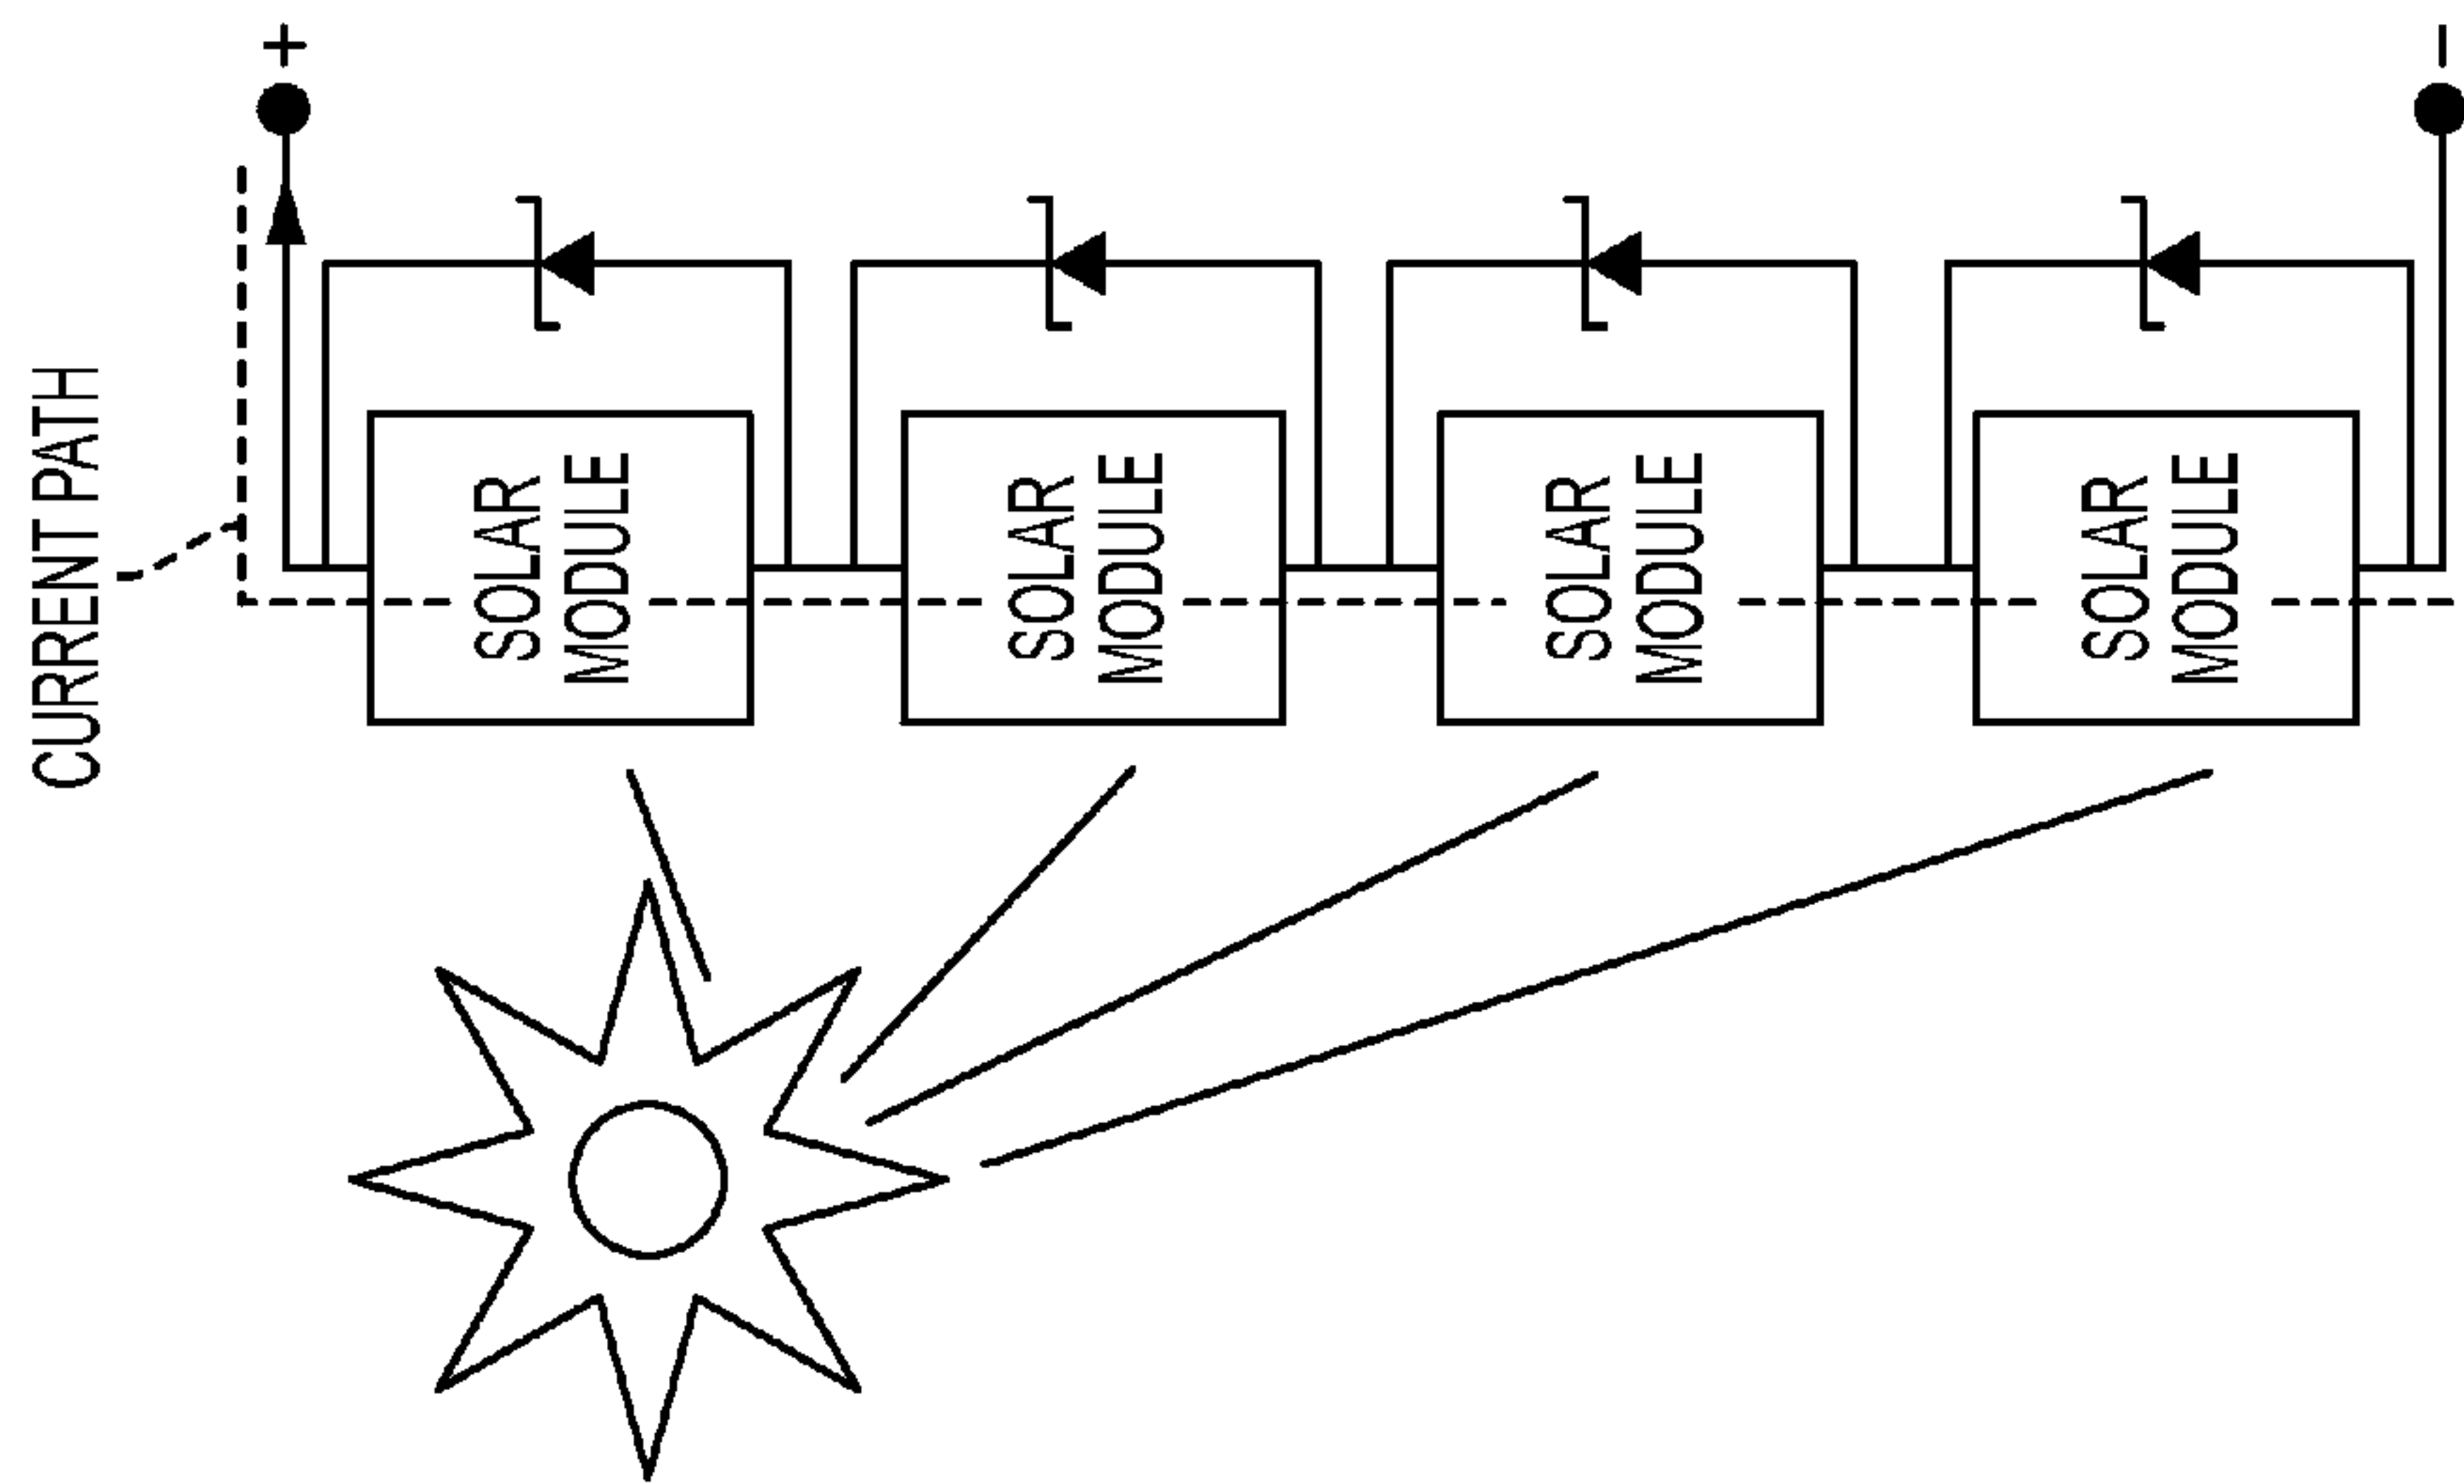 CURRENT PATH
+
SOLAR
MODULE
SOLAR
MODULE
SOLAR
MODULE
SOLAR
MODULE
−